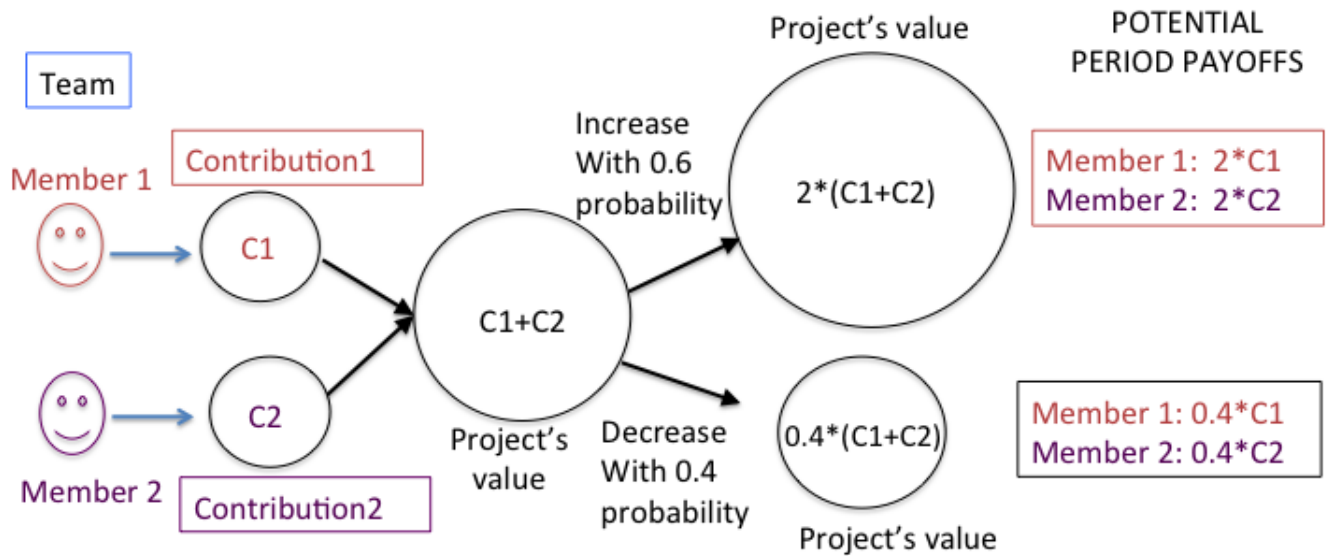 Team
Member 1
Contribution1
C1
Member 2
C2
Contribution2
C1+C2
Project's
value
Increase
With 0.6
probability
Decrease
With 0.4
probability
Project's value
2*(C1+C2)
0.4*(C1+C2)
Project's value
POTENTIAL
PERIOD PAYOFFS
Member 1: 2*C1
Member 2: 2*C2
Member 1: 0.4*C1
Member 2: 0.4*C2